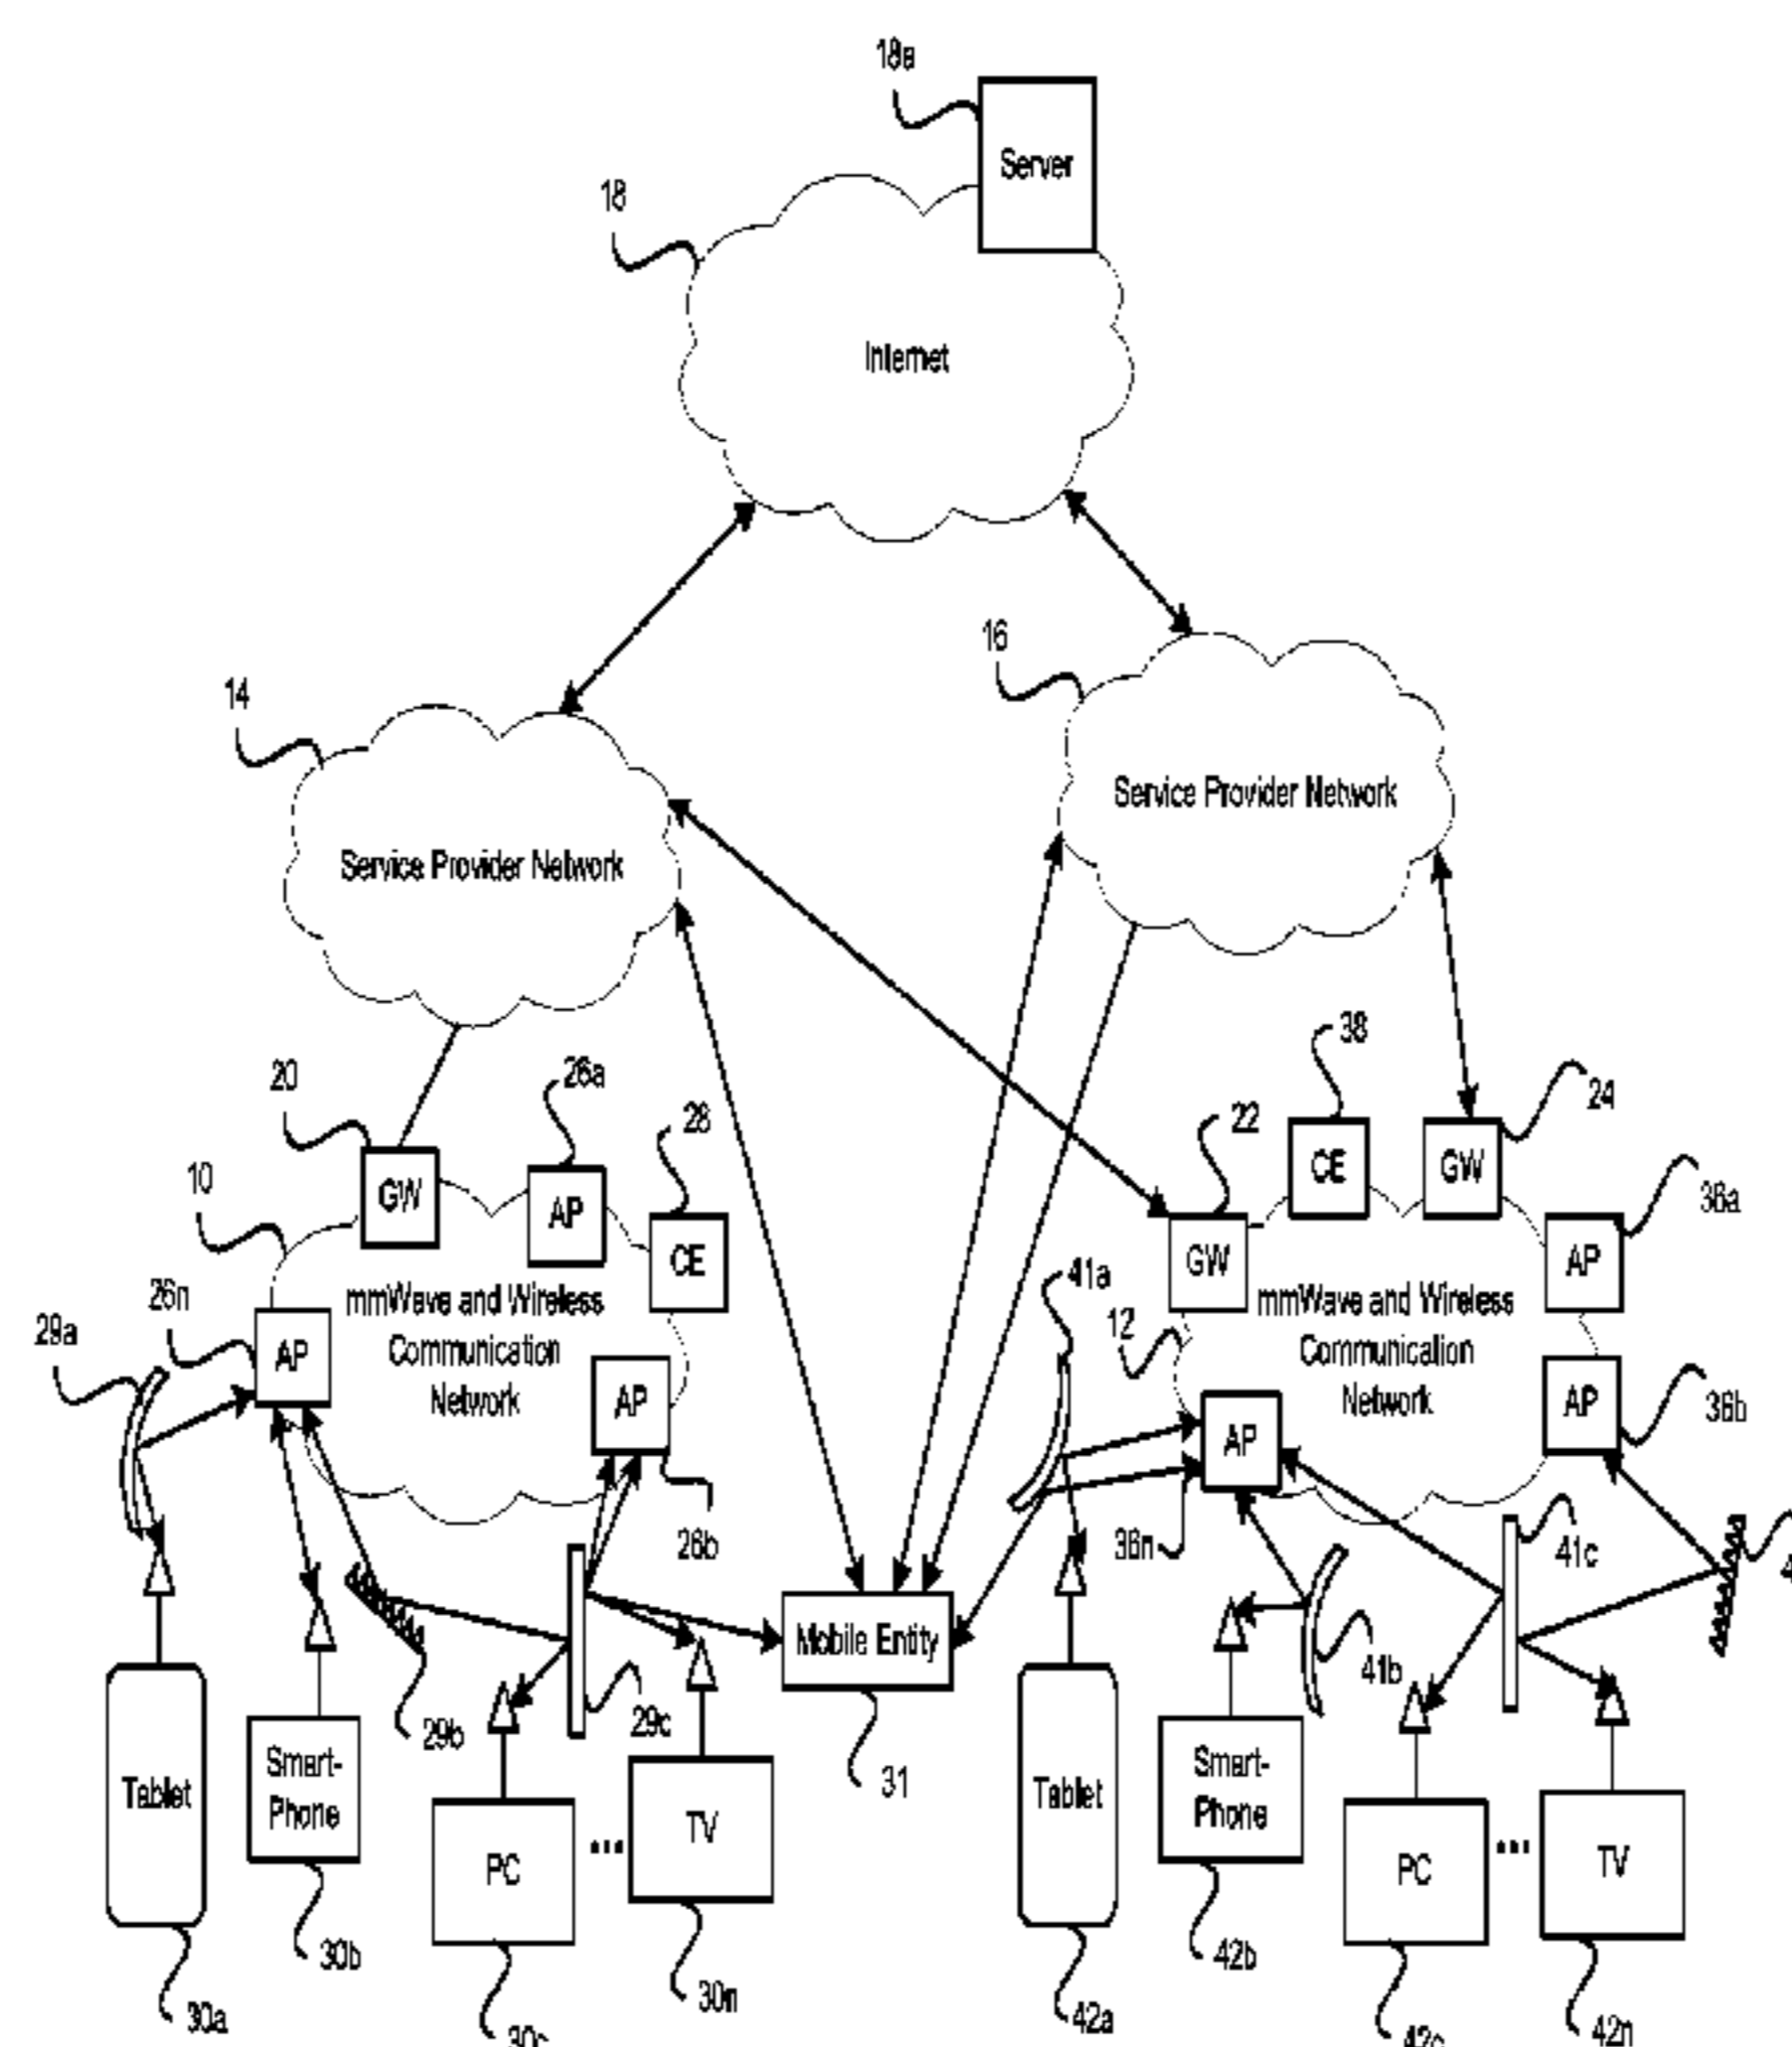 18a
Server
18
Internet
16
14
Service Provider Network
Service Provider Network
38
20
26a
24
28
22
CE
GW
10
GW
AP
36a
CE
GW
AP
26n
mmWave and Wireless
Communication
Network
41a
12
mmWave and Wireless
Communication
Network
29a
AP
AP
AP
AP
36b
26b
36n
41c
Mobile Entity
41b
29b
29c
31
Tablet
Smart-
Phone
PC
...
TV
Tablet
Smart-
Phone
PC
...
TV
30b
30n
42b
30a
42a
42n